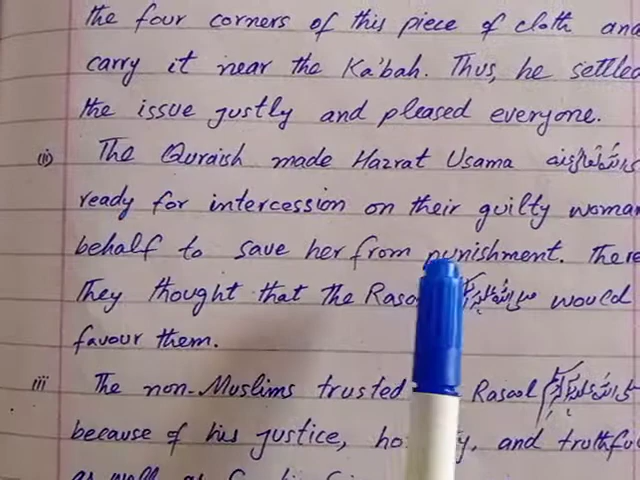 the four corners of this piece of cloth and
carry it near the Ka'bah. Thus, he settled
the issue justly and pleased everyone.
(ii) The Quraish made Hazrat Usama
ready for intercession on their guilty woman
behalf to save her from punishment.
They thought that the would
favour them.
iii The non-Muslims trusted Rasool
because of his justice, and